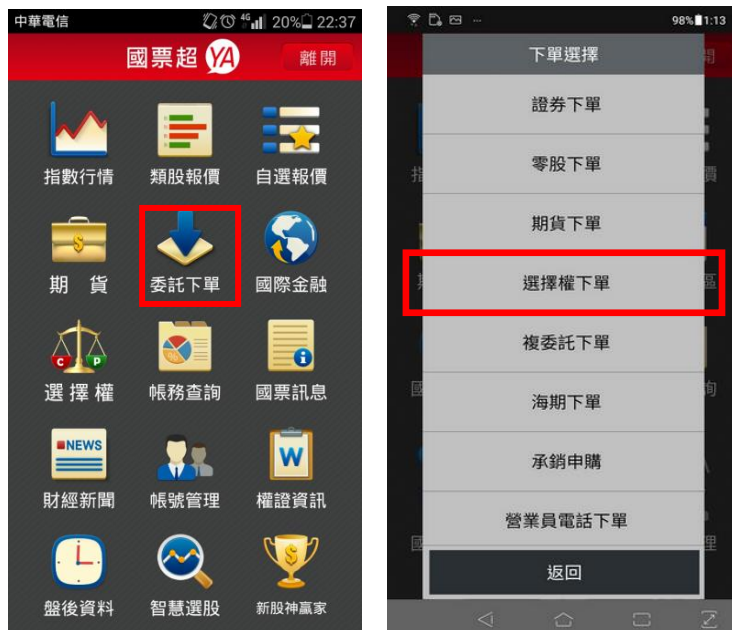 中華電信 4G 20% 22:37
國票超 YA 離開
指數行情 類股報價 自選報價
期 貨 委託下單 國際金融
C P
選擇權 帳務查詢 國票訊息
NEWS W
財經新聞 帳號管理 權證資訊
盤後資料 智慧選股 新股神贏家
98% 1:13
下單選擇
證券下單
零股下單
期貨下單
選擇權下單
複委託下單
海期下單
承銷申購
營業員電話下單
返回